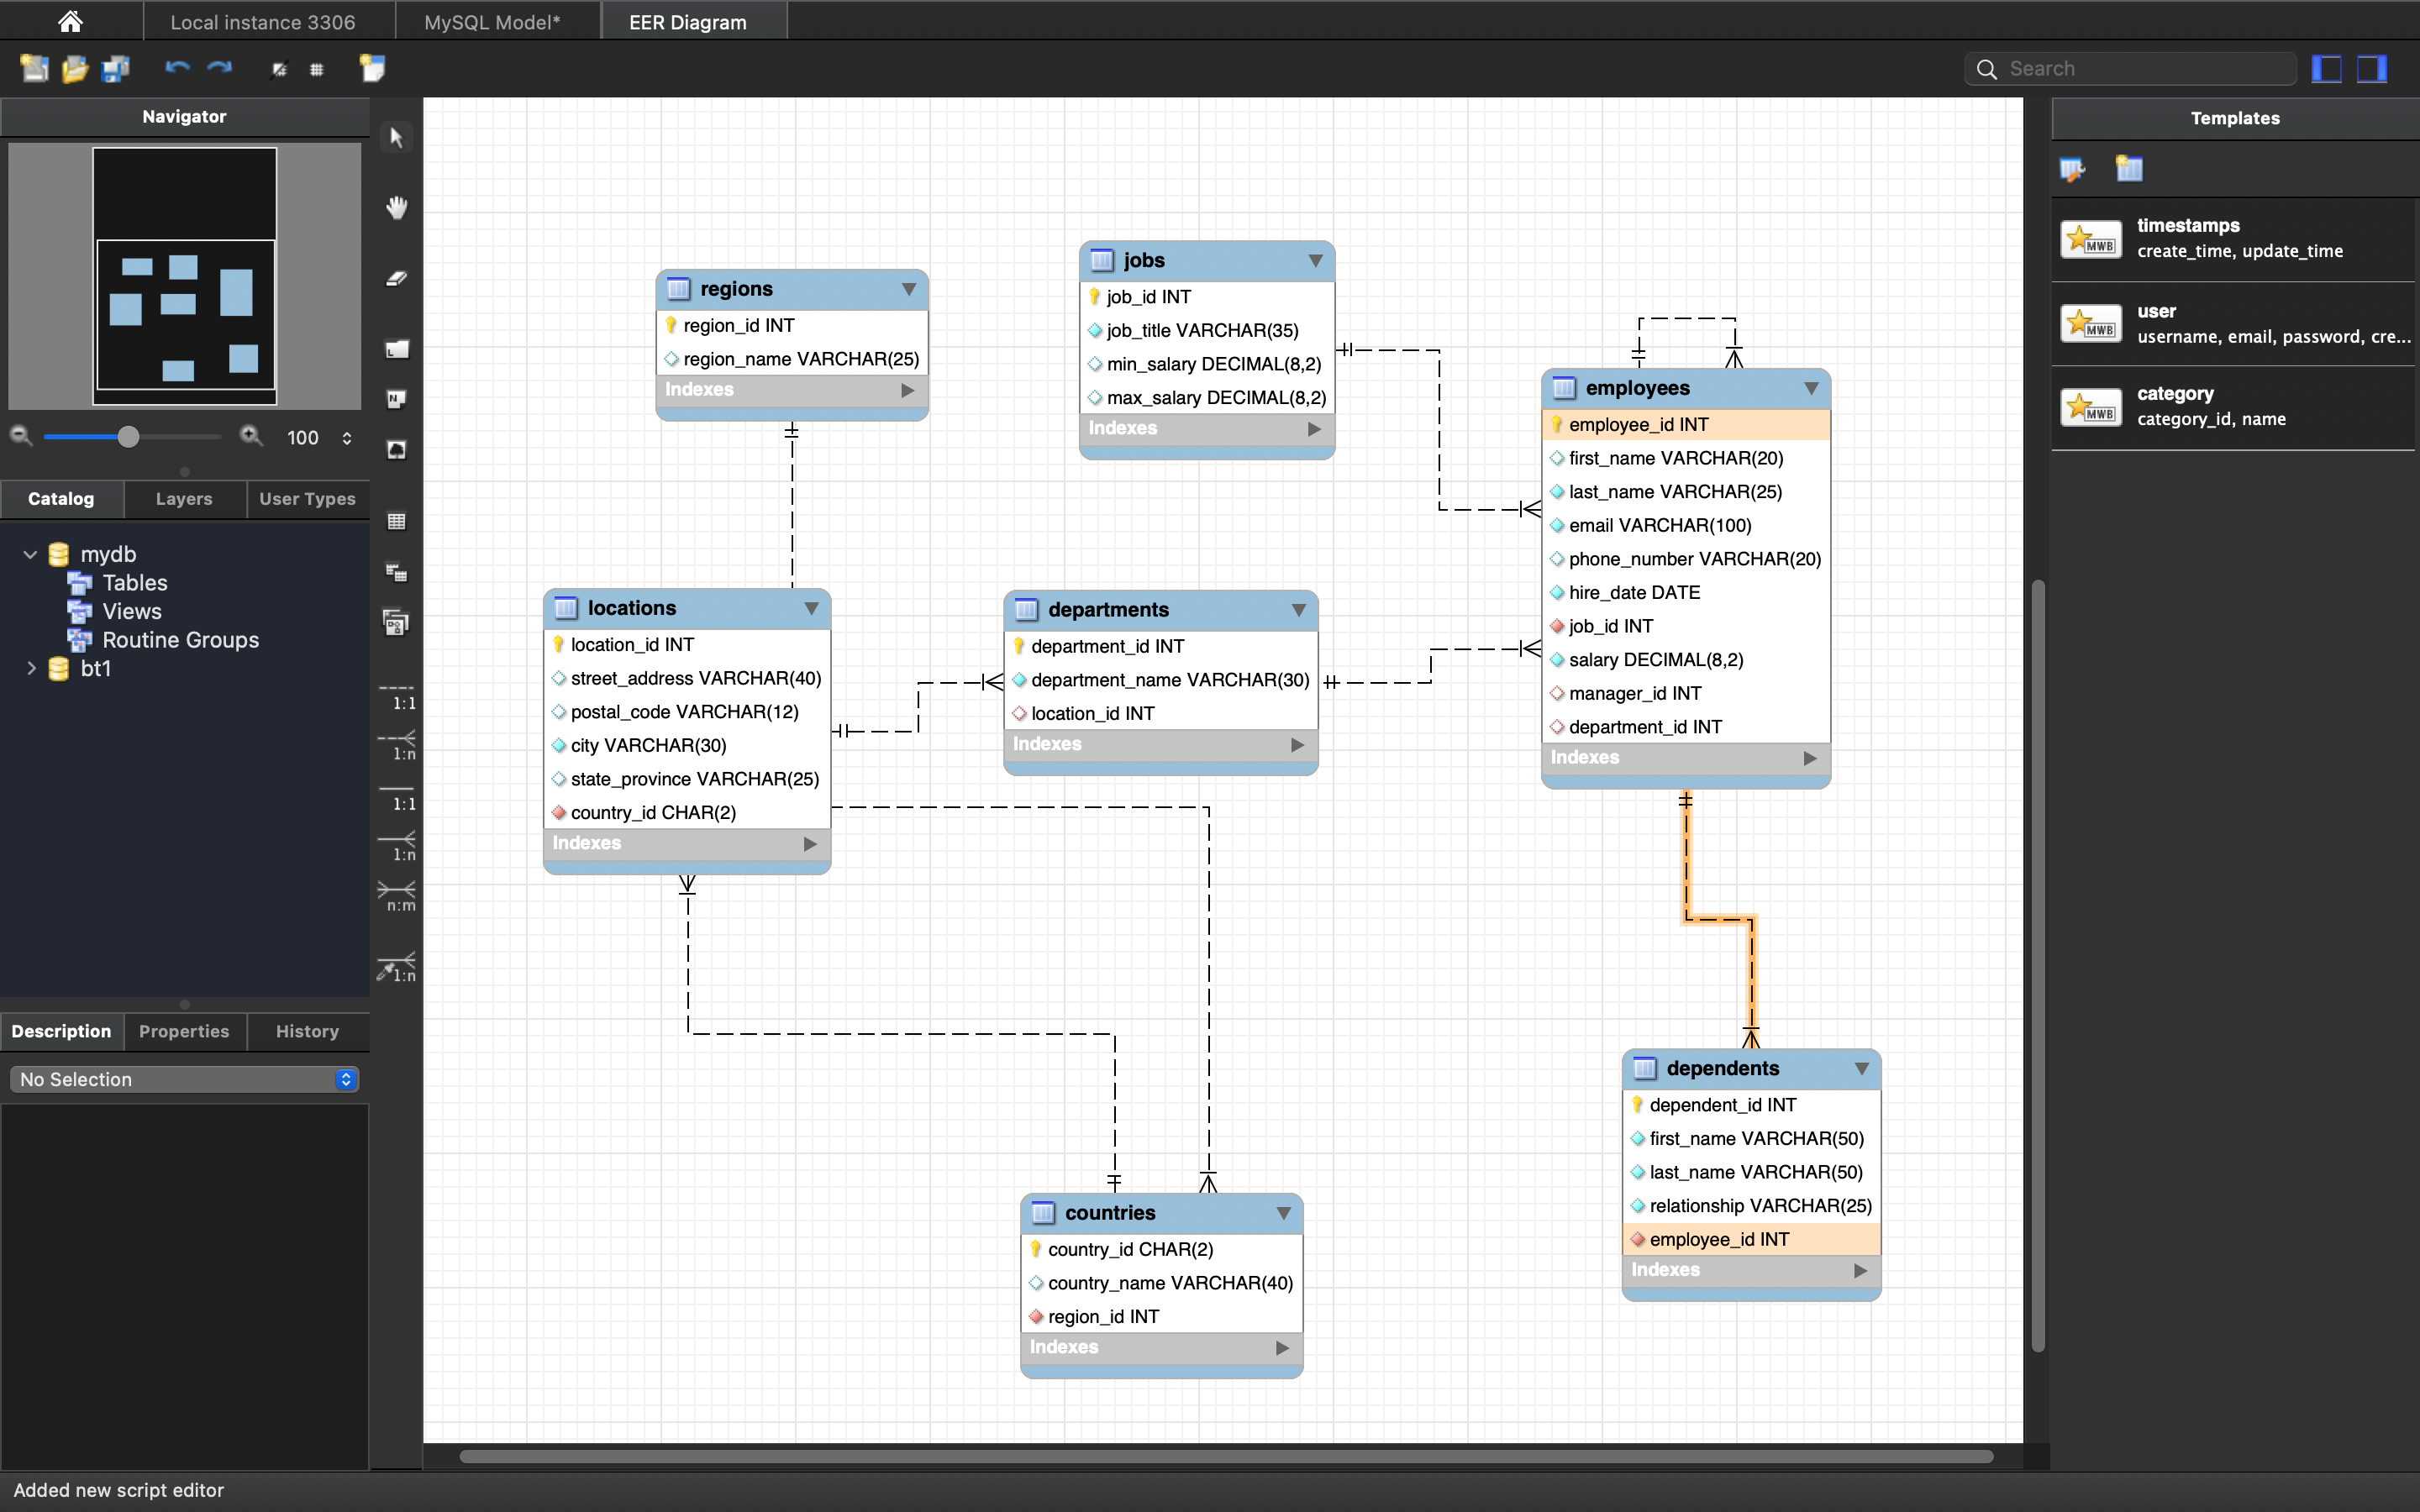 Local instance 3306
MySQL Model*
EER Diagram
Search
Navigator
100
Catalog
Layers
User Types
mydb
Tables
Views
Routine Groups
bt1
Description
Properties
History
No Selection
L
N
1:1
1:n
1:1
1:n
n:m
1:n
regions
region_id INT
region_name VARCHAR(25)
Indexes
jobs
job_id INT
job_title VARCHAR(35)
min_salary DECIMAL(8,2)
max_salary DECIMAL(8,2)
Indexes
employees
employee_id INT
first_name VARCHAR(20)
last_name VARCHAR(25)
email VARCHAR(100)
phone_number VARCHAR(20)
hire_date DATE
job_id INT
salary DECIMAL(8,2)
manager_id INT
department_id INT
Indexes
locations
location_id INT
street_address VARCHAR(40)
postal_code VARCHAR(12)
city VARCHAR(30)
state_province VARCHAR(25)
country_id CHAR(2)
Indexes
departments
department_id INT
department_name VARCHAR(30)
location_id INT
Indexes
countries
country_id CHAR(2)
country_name VARCHAR(40)
region_id INT
Indexes
dependents
dependent_id INT
first_name VARCHAR(50)
last_name VARCHAR(50)
relationship VARCHAR(25)
employee_id INT
Indexes
Templates
MWB
timestamps
create_time, update_time
MWB
user
username, email, password, cre...
MWB
category
category_id, name
Added new script editor